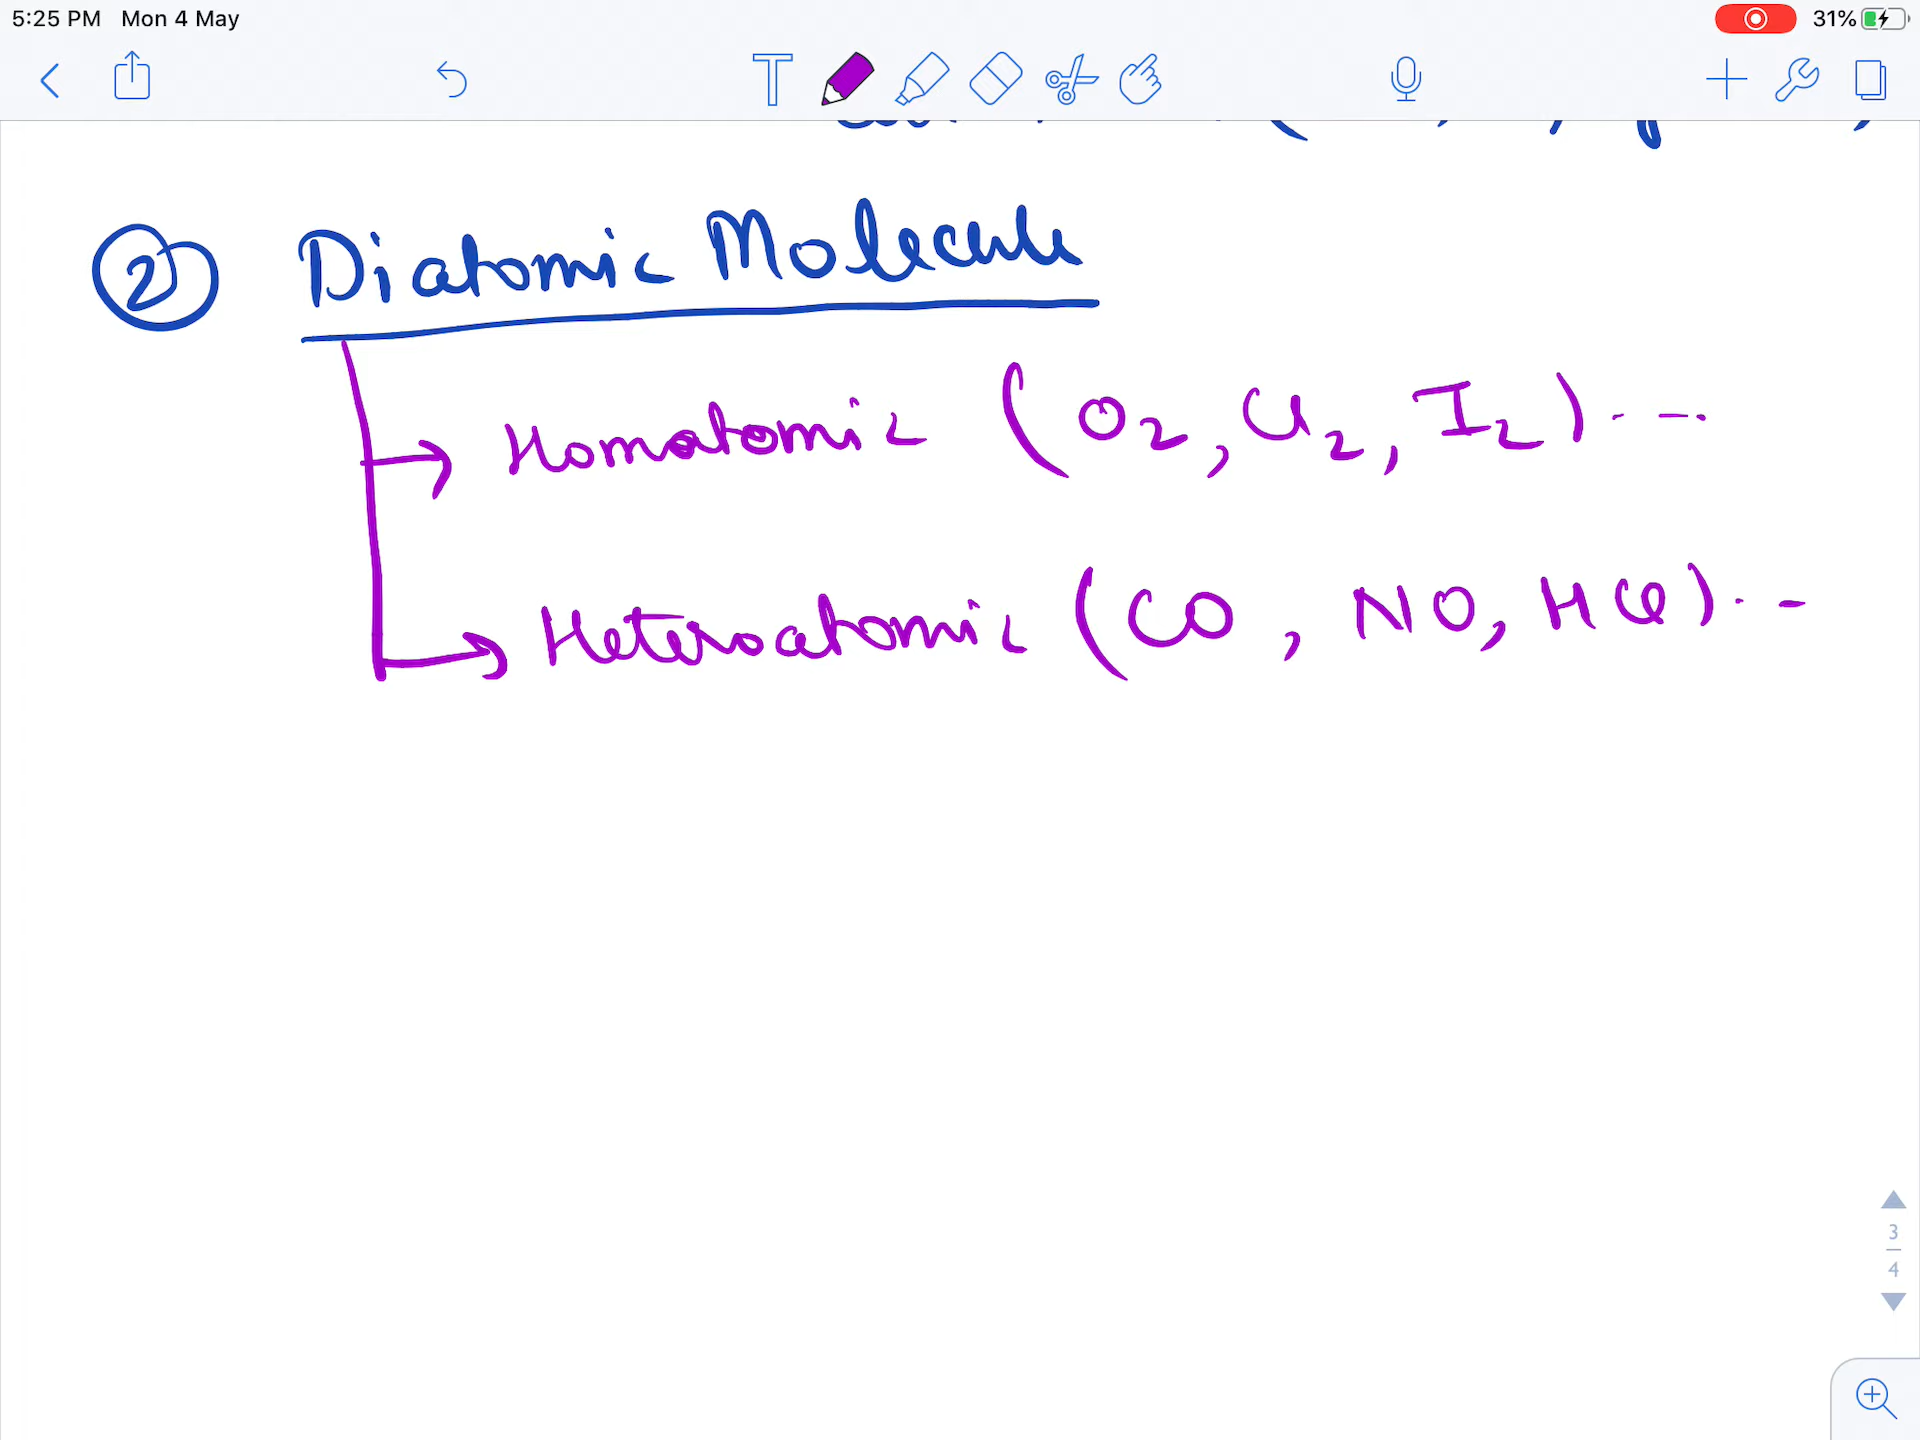 5:25 PM Mon 4 May 31%
T
② Diatomic Molecule
→ Homatomic (O2, Cl2, I2)...
→ Heteroatomic (CO, NO, HCl)...
3
4